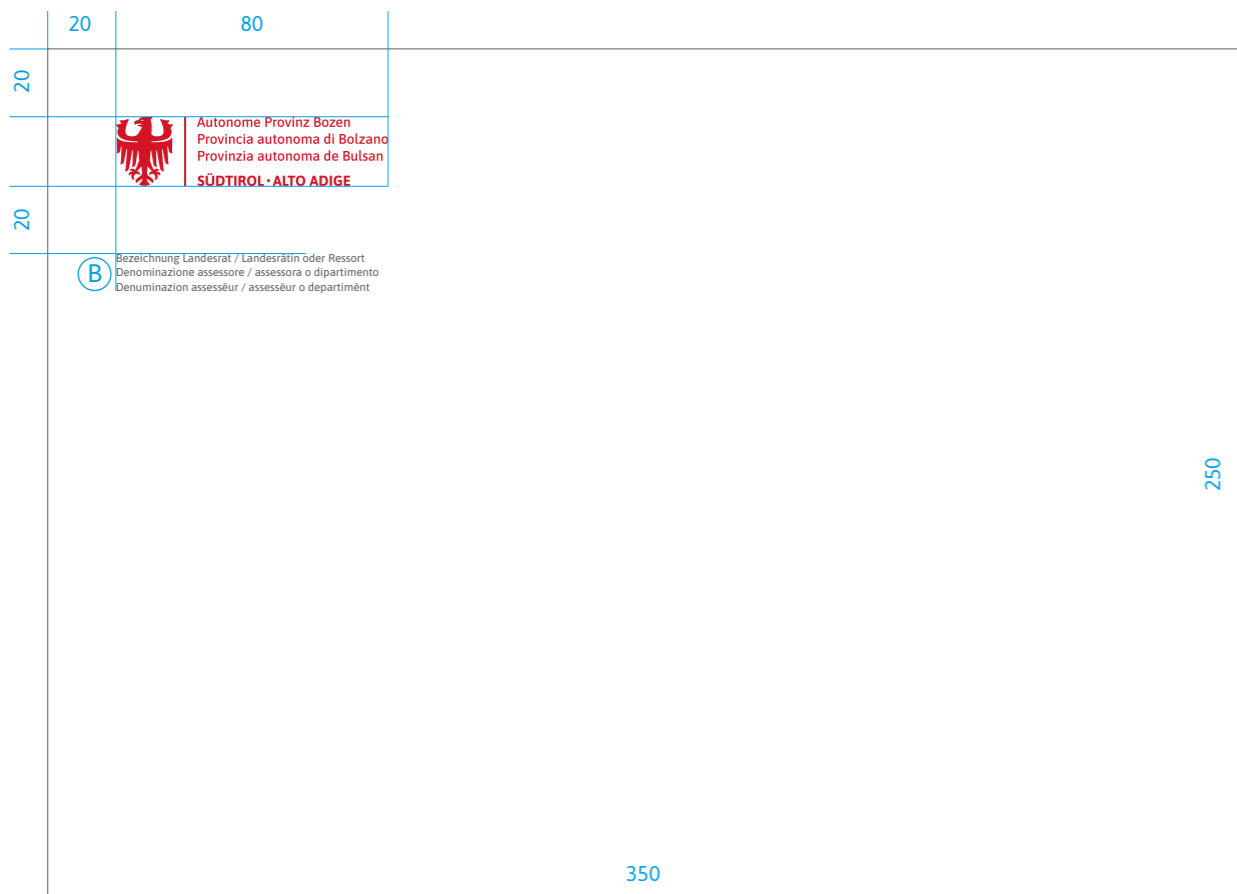 20
80
20
Autonome Provinz Bozen
Provincia autonoma di Bolzano
Provinzia autonoma de Bulsan
SÜDTIROL · ALTO ADIGE
20
B
Bezeichnung Landesrat / Landesrätin oder Ressort
Denominazione assessore / assessora o dipartimento
Denuminazion assessëur / assessëur o departimënt
250
350